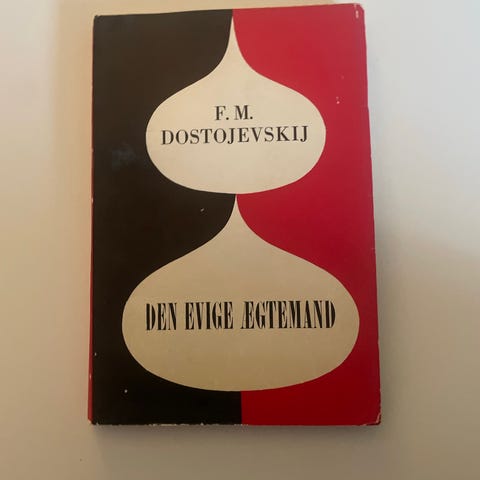 F. M.
DOSTOJEVSKIJ
DEN EVIGE ÆGTEMAND